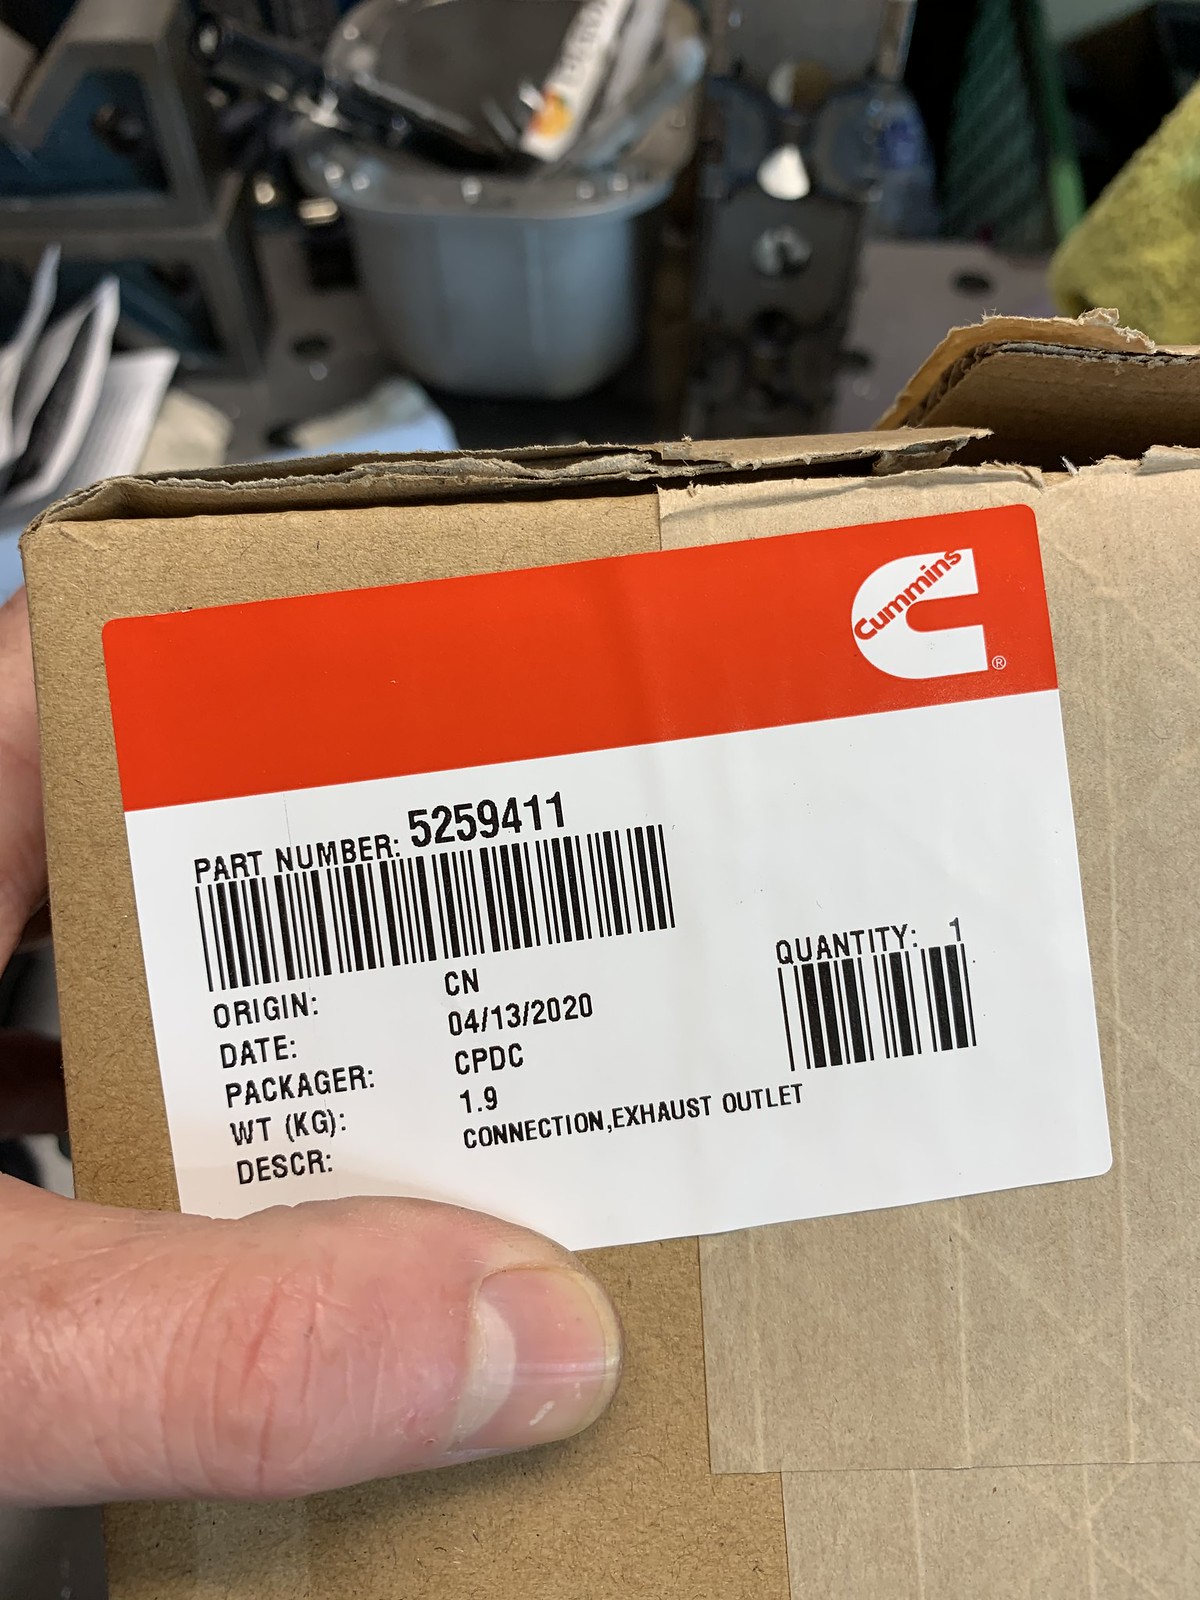 Cummins
®
PART NUMBER: 5259411
QUANTITY: 1
ORIGIN: CN
DATE: 04/13/2020
PACKAGER: CPDC
WT (KG): 1.9
DESCR: CONNECTION,EXHAUST OUTLET